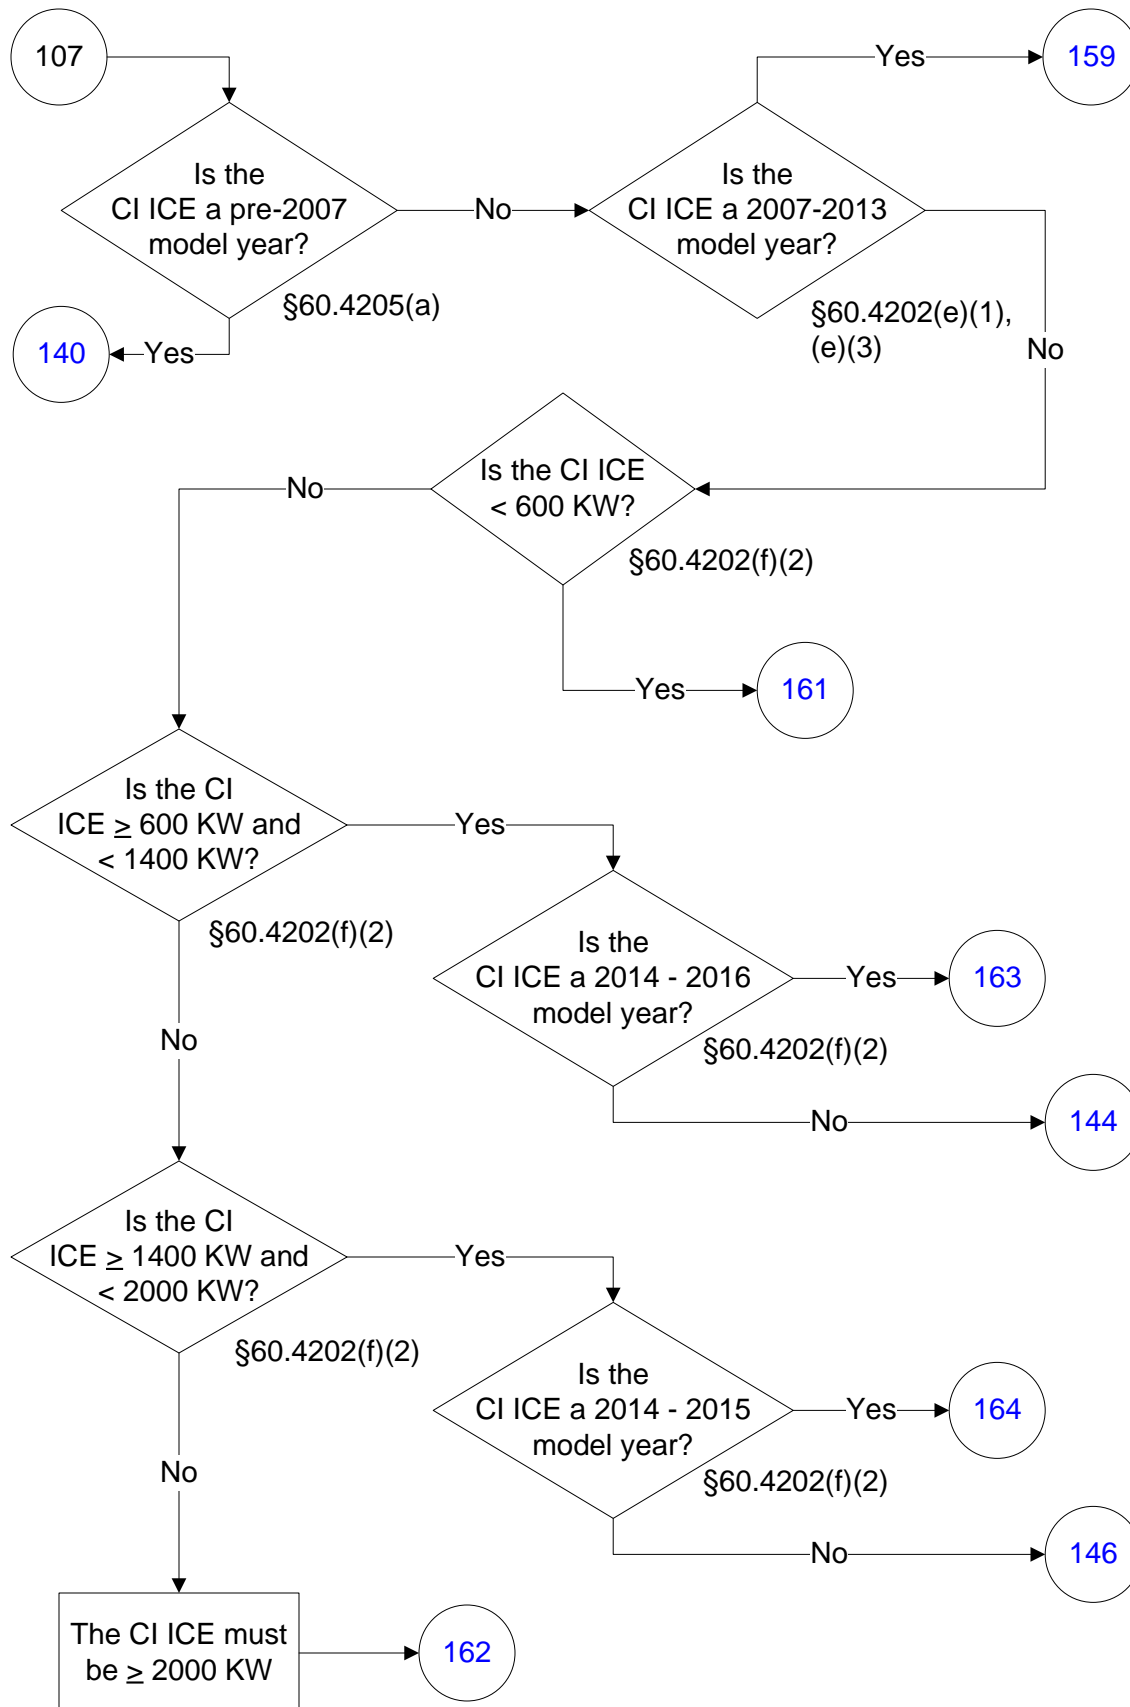 107
Yes
159
Is the
CI ICE a pre-2007
model year?
No
Is the
CI ICE a 2007-2013
model year?
§60.4205(a)
§60.4202(e)(1),
(e)(3)
140
Yes
No
Is the CI ICE
< 600 KW?
No
§60.4202(f)(2)
Yes
161
Is the CI
ICE ≥ 600 KW and
< 1400 KW?
Yes
§60.4202(f)(2)
Is the
CI ICE a 2014 - 2016
model year?
Yes
163
§60.4202(f)(2)
No
No
144
Is the CI
ICE ≥ 1400 KW and
< 2000 KW?
Yes
§60.4202(f)(2)
Is the
CI ICE a 2014 - 2015
model year?
Yes
164
§60.4202(f)(2)
No
No
146
The CI ICE must
be ≥ 2000 KW
162